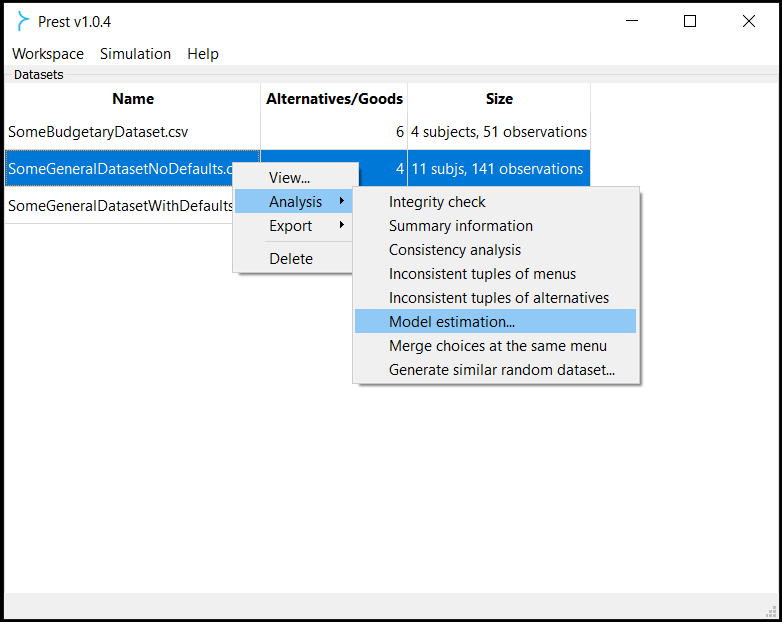 Prest v1.0.4
Workspace Simulation Help
Datasets
Name Alternatives/Goods Size
SomeBudgetaryDataset.csv 6 4 subjects, 51 observations
SomeGeneralDatasetNoDefaults.c 4 11 subjs, 141 observations
SomeGeneralDatasetWithDefaults
View...
Analysis
Export
Delete
Integrity check
Summary information
Consistency analysis
Inconsistent tuples of menus
Inconsistent tuples of alternatives
Model estimation...
Merge choices at the same menu
Generate similar random dataset...